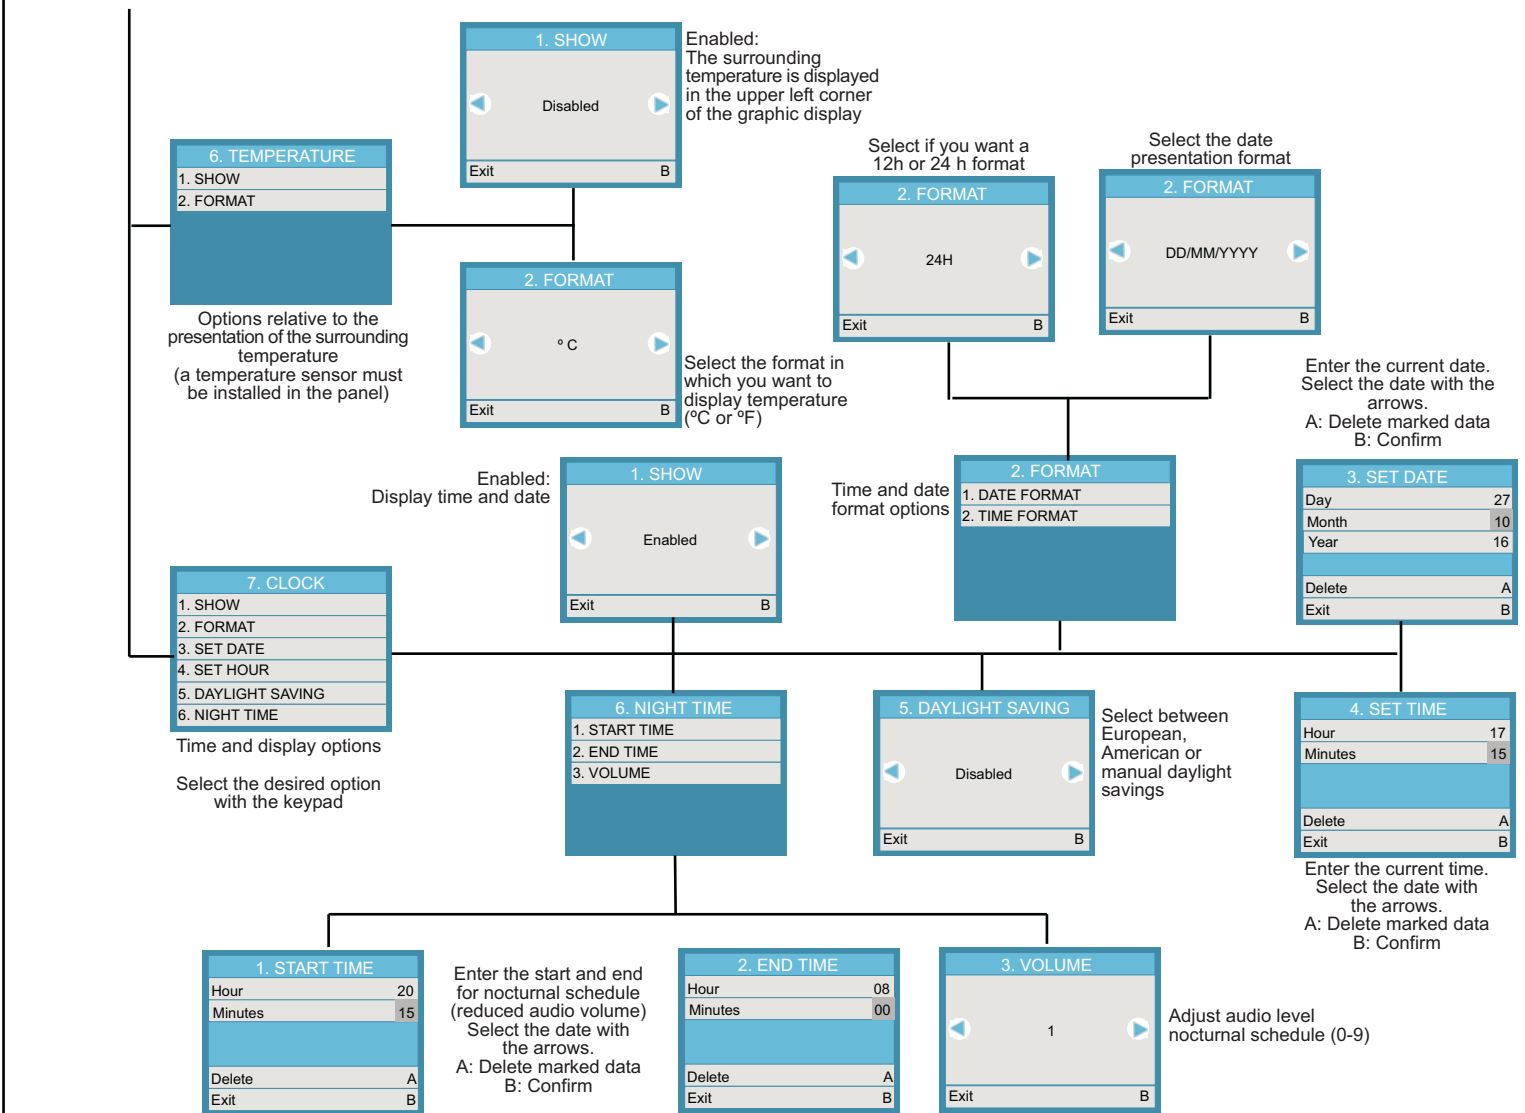 1. SHOW
Disabled
Exit B
Enabled:
The surrounding
temperature is displayed
in the upper left corner
of the graphic display
6. TEMPERATURE
1. SHOW
2. FORMAT
Options relative to the
presentation of the surrounding
temperature
(a temperature sensor must
be installed in the panel)
2. FORMAT
º C
Exit B
Select the format in
which you want to
display temperature
(ºC or ºF)
Select if you want a
12h or 24 h format
2. FORMAT
24H
Exit B
Select the date
presentation format
2. FORMAT
DD/MM/YYYY
Exit B
Enter the current date.
Select the date with the
arrows.
A: Delete marked data
B: Confirm
Enabled:
Display time and date
1. SHOW
Enabled
Exit B
Time and date
format options
2. FORMAT
1. DATE FORMAT
2. TIME FORMAT
3. SET DATE
Day 27
Month 10
Year 16
Delete A
Exit B
7. CLOCK
1. SHOW
2. FORMAT
3. SET DATE
4. SET HOUR
5. DAYLIGHT SAVING
6. NIGHT TIME
Time and display options
Select the desired option
with the keypad
6. NIGHT TIME
1. START TIME
2. END TIME
3. VOLUME
5. DAYLIGHT SAVING
Disabled
Exit B
Select between
European,
American or
manual daylight
savings
4. SET TIME
Hour 17
Minutes 15
Delete A
Exit B
Enter the current time.
Select the date with
the arrows.
A: Delete marked data
B: Confirm
1. START TIME
Hour 20
Minutes 15
Delete A
Exit B
Enter the start and end
for nocturnal schedule
(reduced audio volume)
Select the date with
the arrows.
A: Delete marked data
B: Confirm
2. END TIME
Hour 08
Minutes 00
Delete A
Exit B
3. VOLUME
1
Exit B
Adjust audio level
nocturnal schedule (0-9)